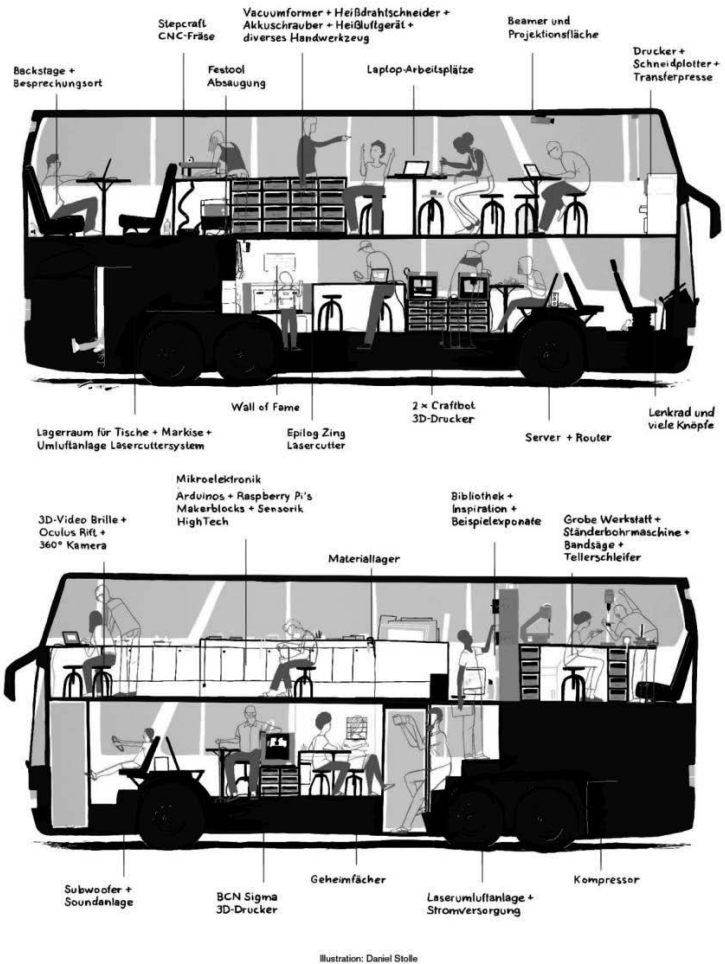 Vacuumformer + Heißdrahtschneider +
Akkuschrauber + Heißluftgerät +
diverses Handwerkzeug
Stepcraft
CNC-Fräse
Beamer und
Projektionsfläche
Backstage +
Besprechungsort
Festool
Absaugung
Laptop-Arbeitsplätze
Drucker +
Schneidplotter +
Transferpresse
Lagerraum für Tische + Markise +
Umluftanlage Lasercuttersystem
Wall of Fame
Epilog Zing
Lasercutter
2 x Craftbot
3D-Drucker
Server + Router
Lenkrad und
viele Knöpfe
3D-Video Brille +
Oculus Rift +
360° Kamera
Mikroelektronik
Arduinos + Raspberry Pi's
Makerblocks + Sensorik
HighTech
Materiallager
Bibliothek +
Inspiration +
Beispielexponate
Grobe Werkstatt +
Ständerbohrmaschine +
Bandsäge +
Tellerschleifer
Subwoofer +
Soundanlage
BCN Sigma
3D-Drucker
Geheimfächer
Laserumluftanlage +
Stromversorgung
Kompressor
Illustration: Daniel Stolle